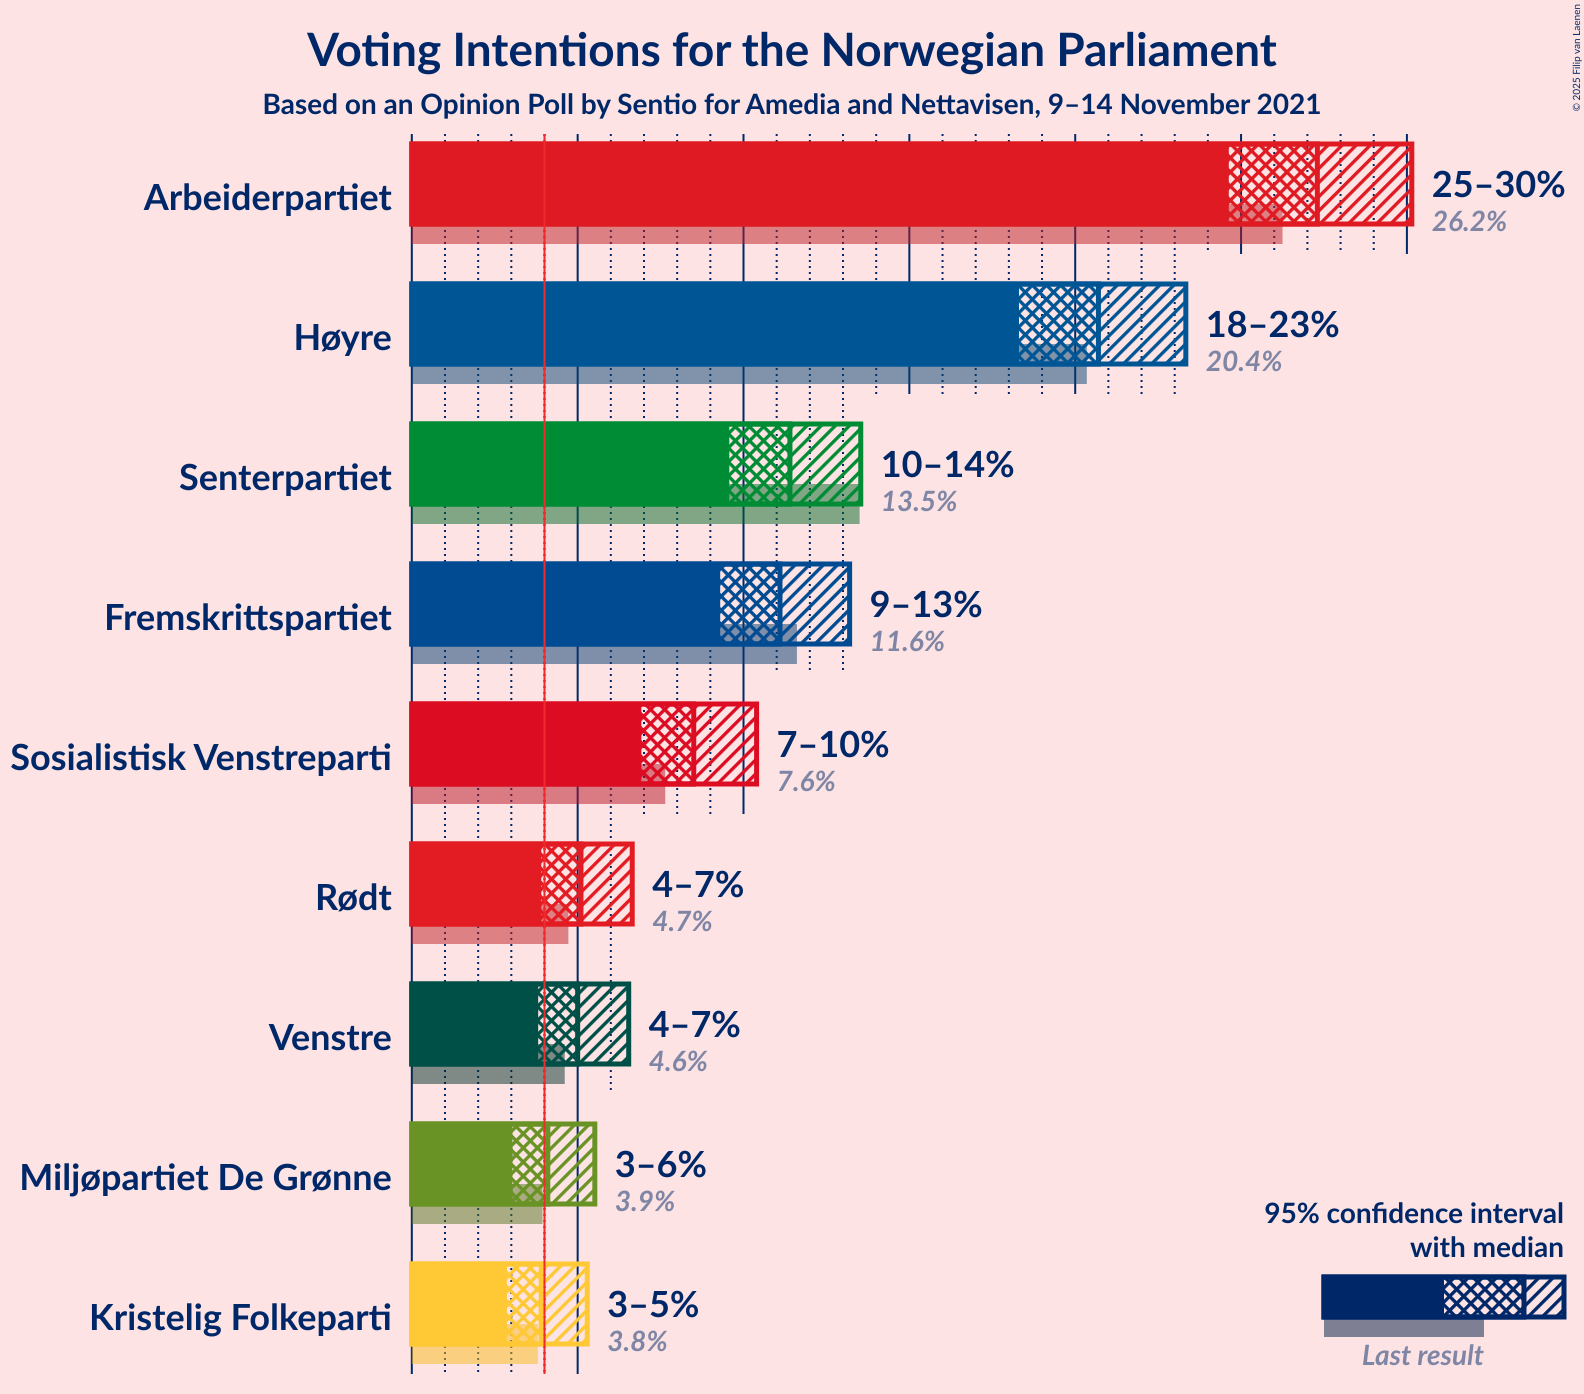 Voting Intentions for the Norwegian Parliament
Based on an Opinion Poll by Sentio for Amedia and Nettavisen, 9–14 November 2021
© 2025 Filip van Laenen
Arbeiderpartiet
25–30%
26.2%
Høyre
18–23%
20.4%
Senterpartiet
10–14%
13.5%
Fremskrittspartiet
9–13%
11.6%
Sosialistisk Venstreparti
7–10%
7.6%
Rødt
4–7%
4.7%
Venstre
4–7%
4.6%
Miljøpartiet De Grønne
3–6%
3.9%
Kristelig Folkeparti
3–5%
3.8%
95% confidence interval
with median
Last result